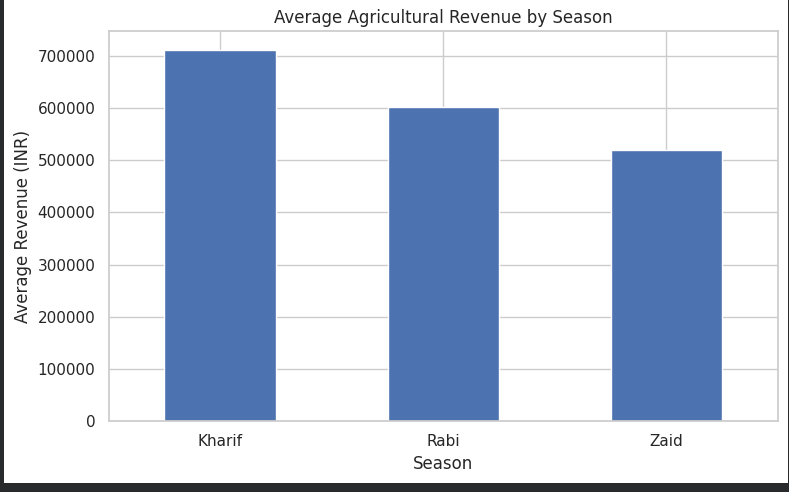 Average Agricultural Revenue by Season
Average Revenue (INR)
700000
600000
500000
400000
300000
200000
100000
0
Kharif
Rabi
Zaid
Season